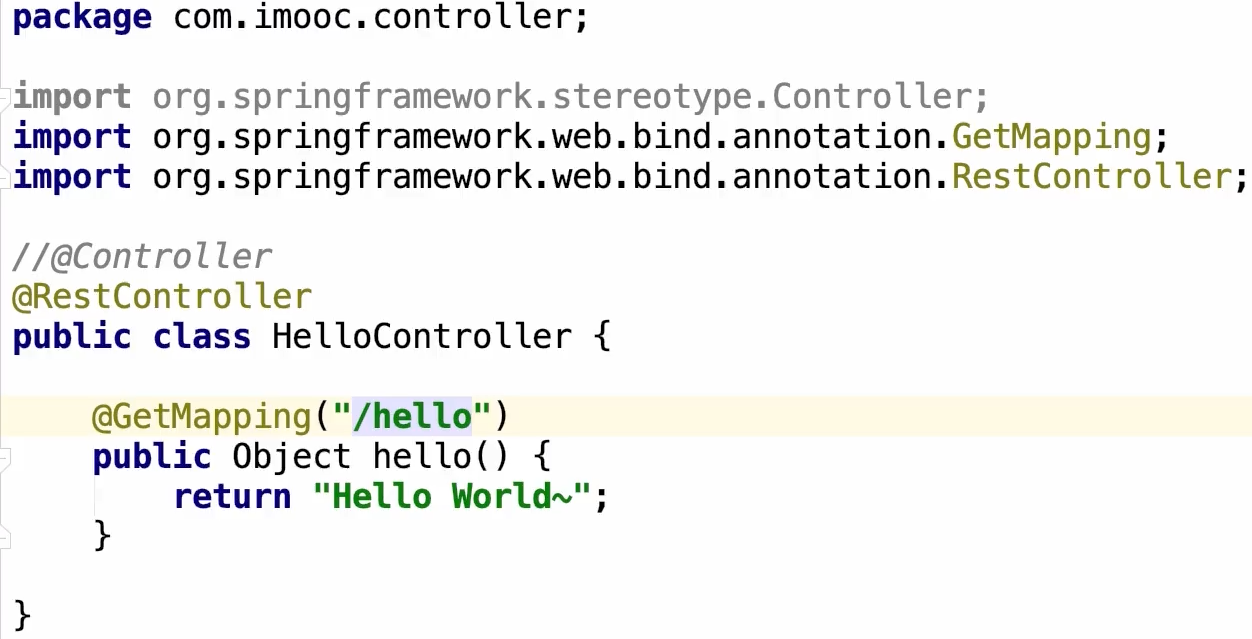 package com.imooc.controller;
import org.springframework.stereotype.Controller;
import org.springframework.web.bind.annotation.GetMapping;
import org.springframework.web.bind.annotation.RestController;
//@Controller
@RestController
public class HelloController {
@GetMapping("/hello")
public Object hello() {
return "Hello World~";
}
}